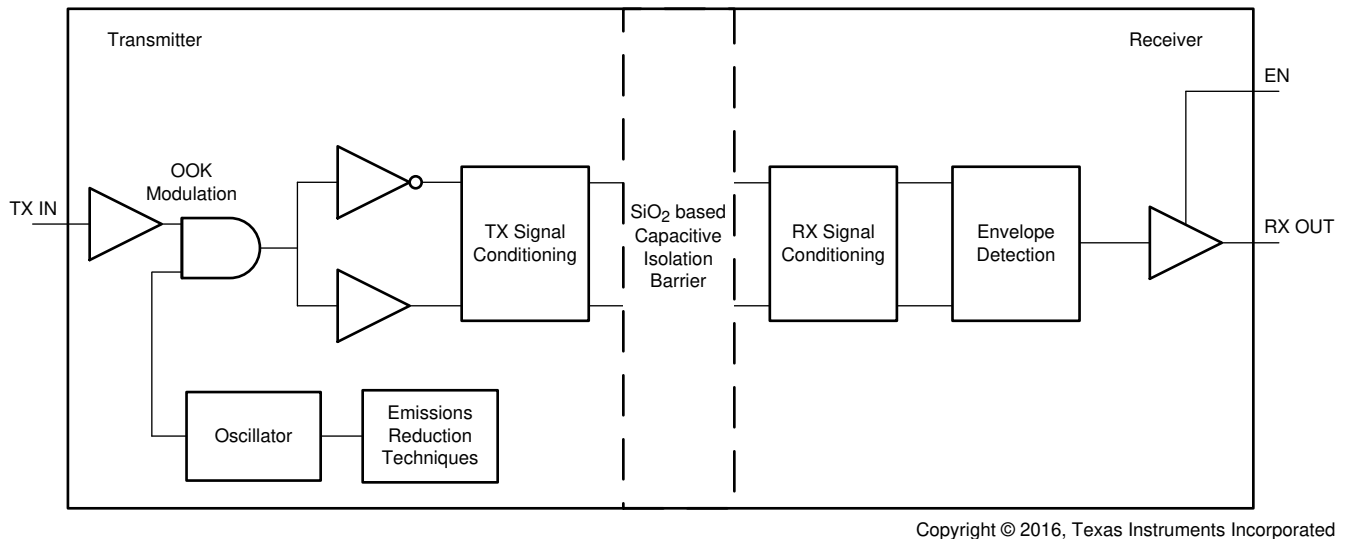 Transmitter
Receiver
EN
OOK
Modulation
TX IN
TX Signal
Conditioning
SiO2 based
Capacitive
Isolation
Barrier
RX Signal
Conditioning
Envelope
Detection
RX OUT
Oscillator
Emissions
Reduction
Techniques
Copyright © 2016, Texas Instruments Incorporated